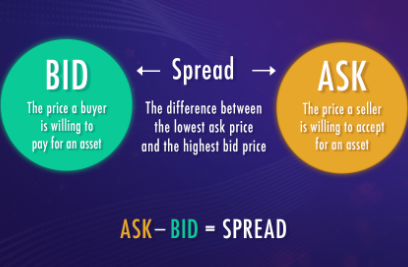 BID
The price a buyer
is willing to
pay for an asset
← Spread →
The difference between
the lowest ask price
and the highest bid price
ASK
The price a seller
is willing to accept
for an asset
ASK – BID = SPREAD